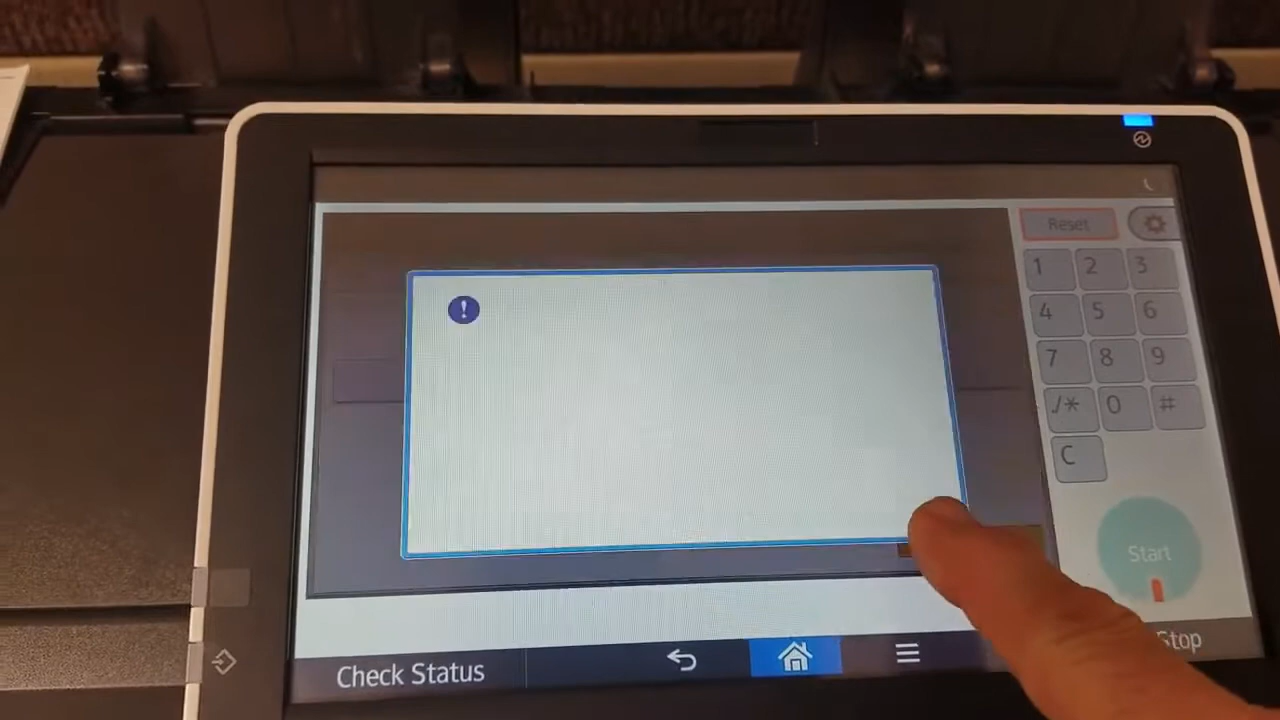 Reset
1 2 3
4 5 6
7 8 9
./* 0 #
C
Start
Check Status
Stop